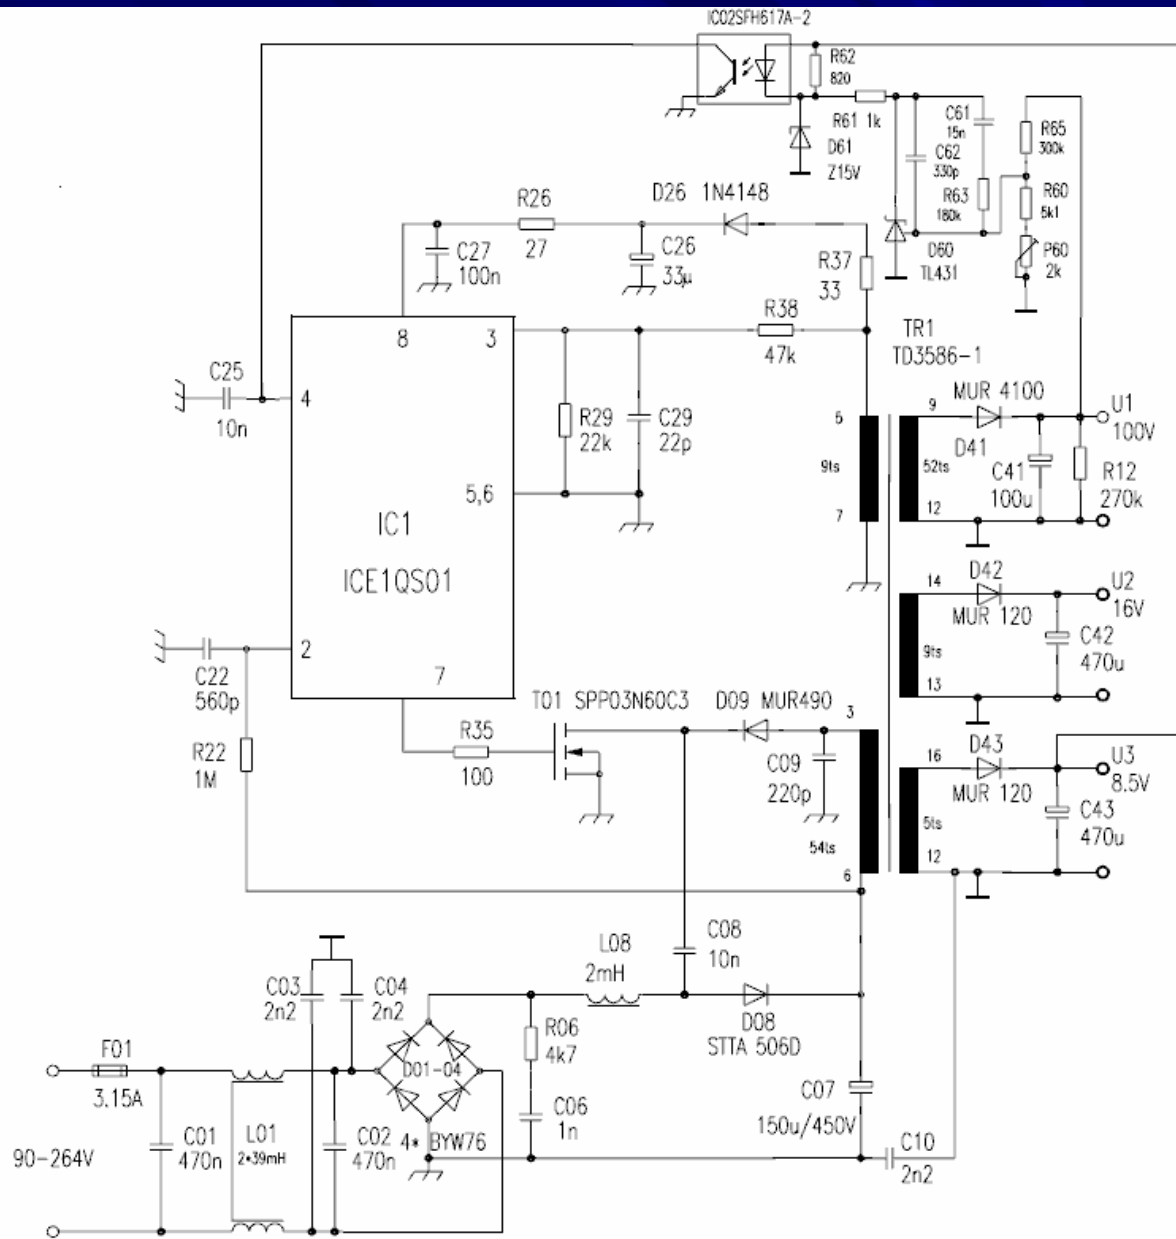 IC02SFH617A-2
R62
820
R61 1k
D61
Z15V
C61
15n
C62
330p
R63
180k
R65
300k
R60
5k1
P60
2k
D60
TL431
D26 1N4148
R26
27
C27
100n
C26
33µ
R37
33
R38
47k
TR1
TD3586-1
C25
10n
8
3
4
5,6
2
7
IC1
ICE1QS01
R29
22k
C29
22p
5
9ts
7
9
52ts
12
MUR 4100
D41
C41
100u
U1
100V
R12
270k
14
9ts
13
D42
MUR 120
U2
16V
C42
470u
C22
560p
R22
1M
R35
100
T01 SPP03N60C3
D09 MUR490
C09
220p
3
54ts
6
16
5ts
12
D43
MUR 120
U3
8.5V
C43
470u
C08
10n
L08
2mH
D08
STTA 506D
C03
2n2
C04
2n2
R06
4k7
C06
1n
D01-04
4* BYW76
F01
3.15A
C01
470n
L01
2*39mH
C02
470n
90-264V
C07
150u/450V
C10
2n2